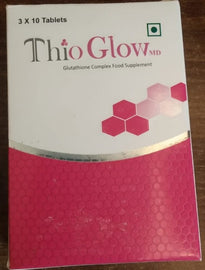 3 X 10 Tablets
Thio Glow MD
Glutathione Complex Food Supplement